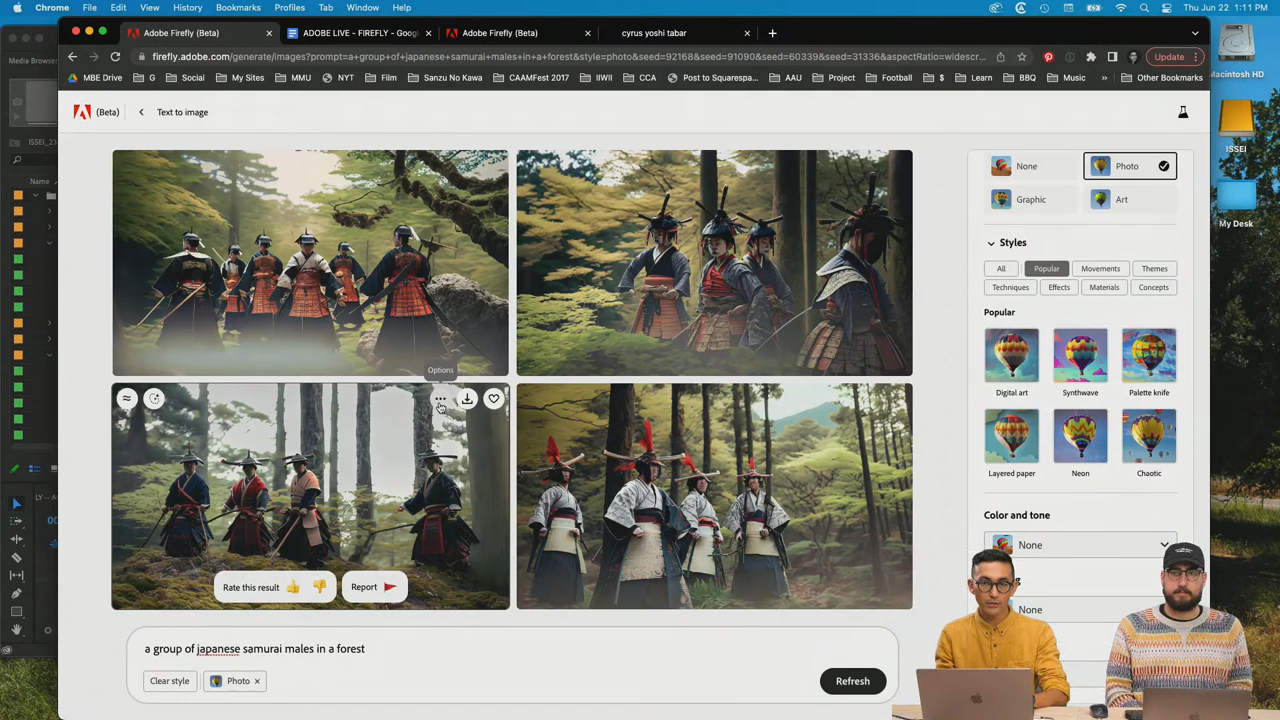 Chrome File Edit View History Bookmarks Profiles Tab Window Help
Thu Jun 22 1:11 PM
Adobe Firefly (Beta)
ADOBE LIVE - FIREFLY - Googl
Adobe Firefly (Beta)
cyrus yoshi tabar
firefly.adobe.com/generate/images?prompt=a+group+of+japanese+samurai+males+in+a+forest&style=photo&seed=92168&seed=91090&seed=60339&seed=31336&aspectRatio=widescr...
Update
MBE Drive G Social My Sites MMU NYT Film Sanzu No Kawa CAAMFest 2017 IIWII CCA Post to Squarespa... AAU Project Football $ Learn BBQ Music » Other Bookmarks
Macintosh HD
ISSEI
My Desk
Media Browser
ISSEI_23
Name
(Beta)
Text to image
Options
Rate this result
Report
a group of japanese samurai males in a forest
Clear style
Photo
Refresh
None
Photo
Graphic
Art
Styles
All Popular Movements Themes
Techniques Effects Materials Concepts
Popular
Digital art
Synthwave
Palette knife
Layered paper
Neon
Chaotic
Color and tone
None
None